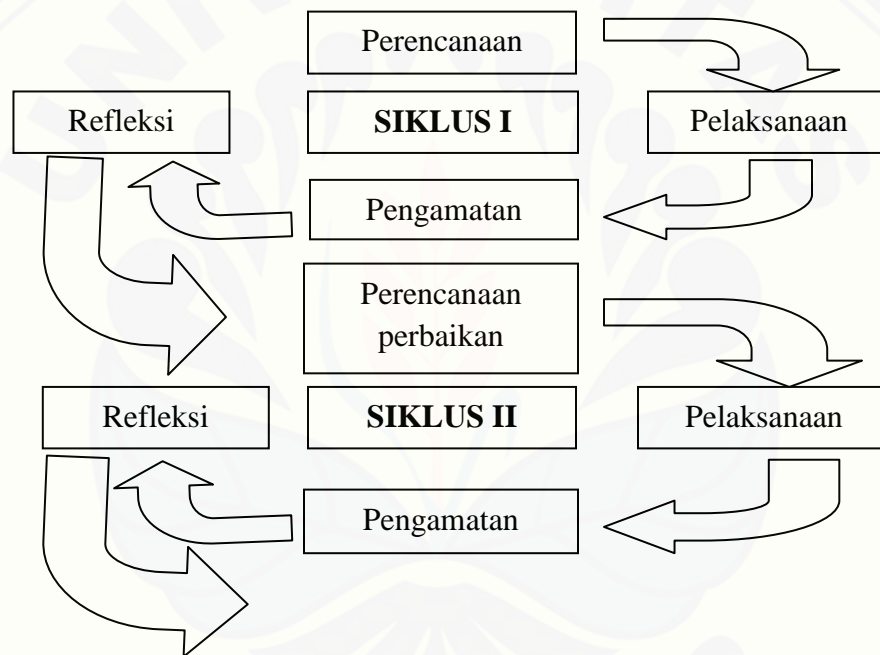 Perencanaan
Refleksi
SIKLUS I
Pelaksanaan
Pengamatan
Perencanaan
perbaikan
Refleksi
SIKLUS II
Pelaksanaan
Pengamatan